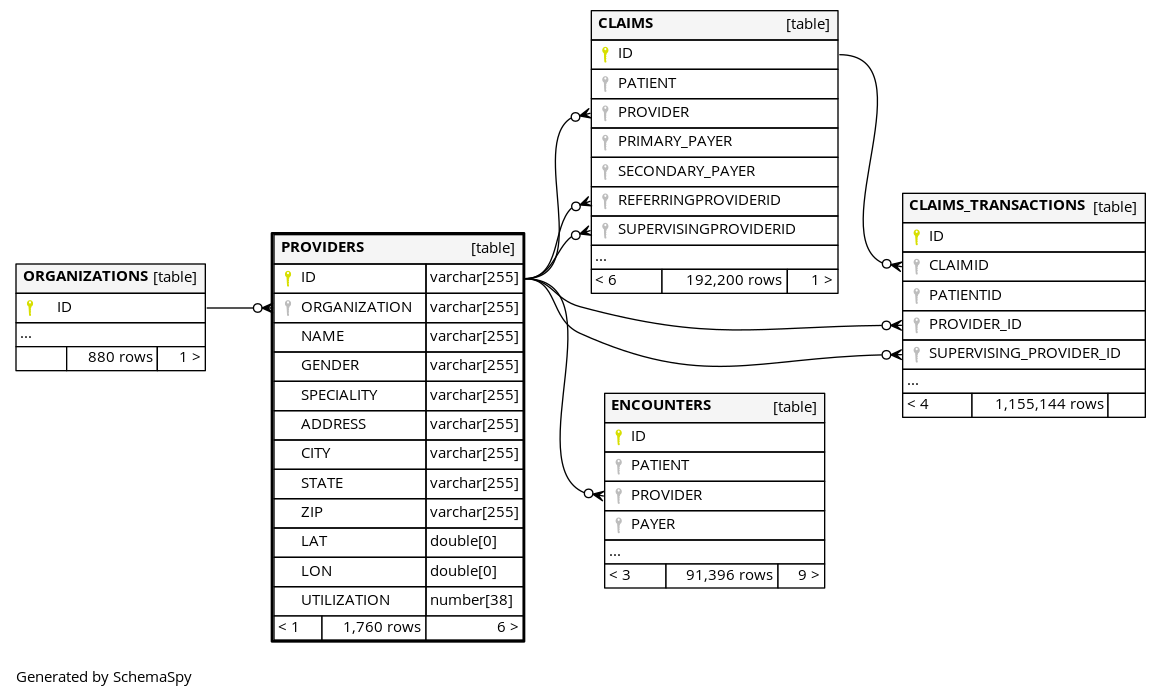 CLAIMS [table]
ID
PATIENT
PROVIDER
PRIMARY_PAYER
SECONDARY_PAYER
REFERRINGPROVIDERID
SUPERVISINGPROVIDERID
...
< 6 192,200 rows 1 >
CLAIMS_TRANSACTIONS [table]
ID
CLAIMID
PATIENTID
PROVIDER_ID
SUPERVISING_PROVIDER_ID
...
< 4 1,155,144 rows
PROVIDERS [table]
ID varchar[255]
ORGANIZATION varchar[255]
NAME varchar[255]
GENDER varchar[255]
SPECIALITY varchar[255]
ADDRESS varchar[255]
CITY varchar[255]
STATE varchar[255]
ZIP varchar[255]
LAT double[0]
LON double[0]
UTILIZATION number[38]
< 1 1,760 rows 6 >
ORGANIZATIONS [table]
ID
...
880 rows 1 >
ENCOUNTERS [table]
ID
PATIENT
PROVIDER
PAYER
...
< 3 91,396 rows 9 >
Generated by SchemaSpy